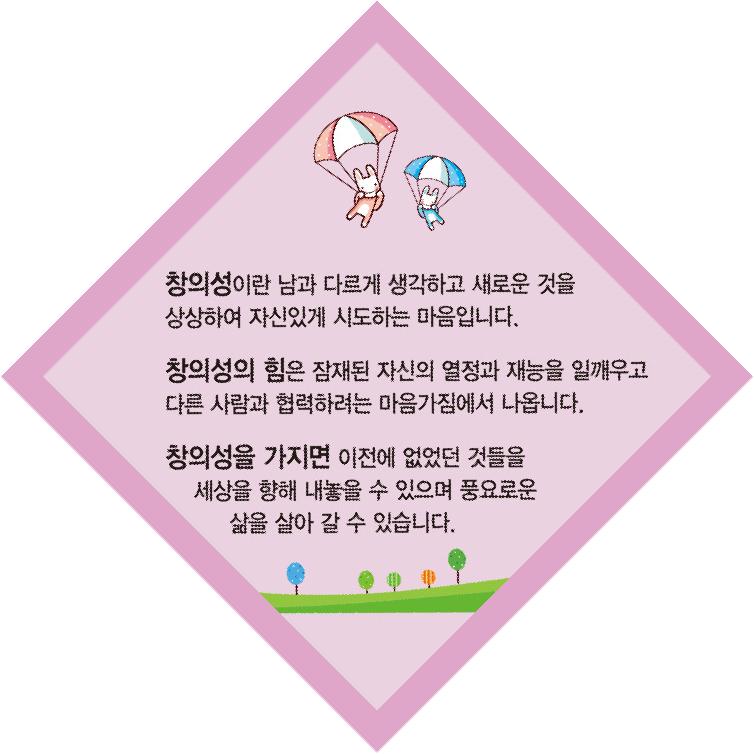 창의성이란 남과 다르게 생각하고 새로운 것을
상상하여 자신있게 시도하는 마음입니다.
창의성의 힘은 잠재된 자신의 열정과 재능을 일깨우고
다른 사람과 협력하려는 마음가짐에서 나옵니다.
창의성을 가지면 이전에 없었던 것들을
세상을 향해 내놓을 수 있으며 풍요로운
삶을 살아 갈 수 있습니다.